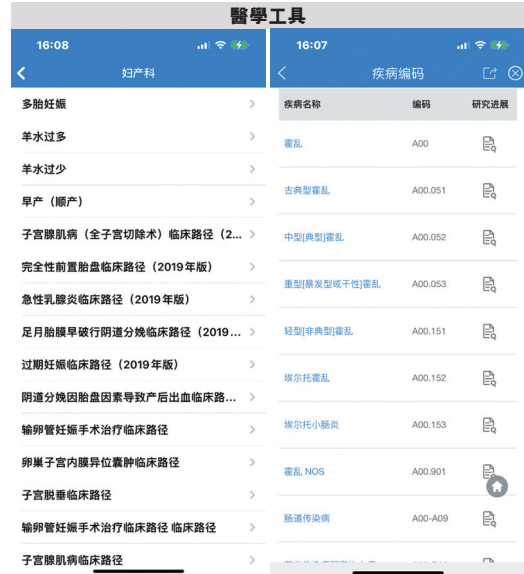 醫學工具
16:08
妇产科
多胎妊娠
羊水过多
羊水过少
早产（顺产）
子宫腺肌病（全子宫切除术）临床路径（2...
完全性前置胎盘临床路径（2019年版）
急性乳腺炎临床路径（2019年版）
足月胎膜早破行阴道分娩临床路径（2019...
过期妊娠临床路径（2019年版）
阴道分娩因胎盘因素导致产后出血临床路...
输卵管妊娠手术治疗临床路径
卵巢子宫内膜异位囊肿临床路径
子宫脱垂临床路径
输卵管妊娠手术治疗临床路径 临床路径
子宫腺肌病临床路径
16:07
疾病编码
疾病名称 编码 研究进展
霍乱 A00
古典型霍乱 A00.051
中型[典型]霍乱 A00.052
重型[暴发型或干性]霍乱 A00.053
轻型[非典型]霍乱 A00.151
埃尔托霍乱 A00.152
埃尔托小肠炎 A00.153
霍乱 NOS A00.901
肠道传染病 A00-A09